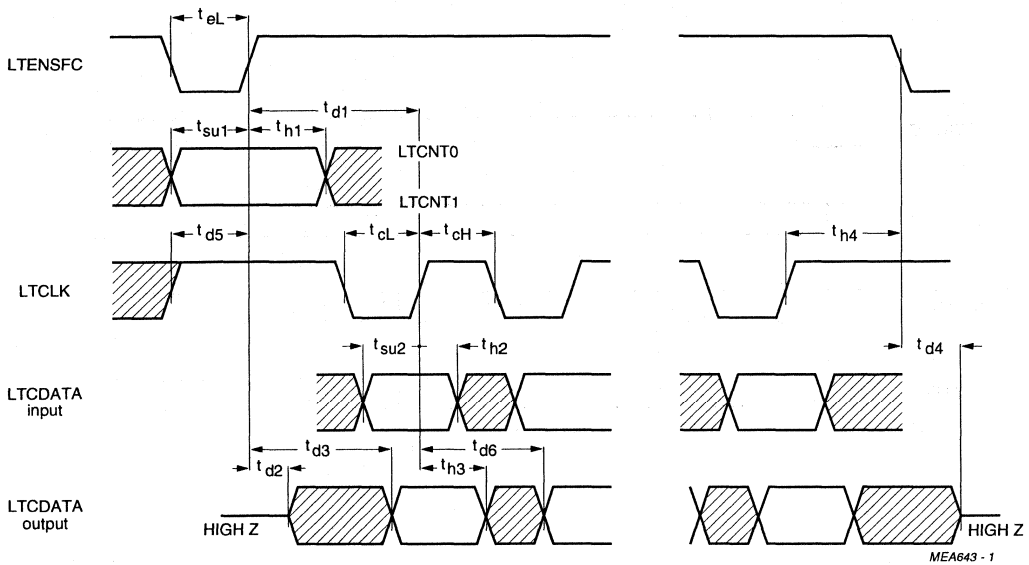 t eL
LTENSFC
t d1
t su1
t h1
LTCNT0
LTCNT1
t d5
t cL
t cH
t h4
LTCLK
t su2
t h2
t d4
LTCDATA
input
t d3
t d6
t d2
t h3
LTCDATA
output
HIGH Z
HIGH Z
MEA643 - 1